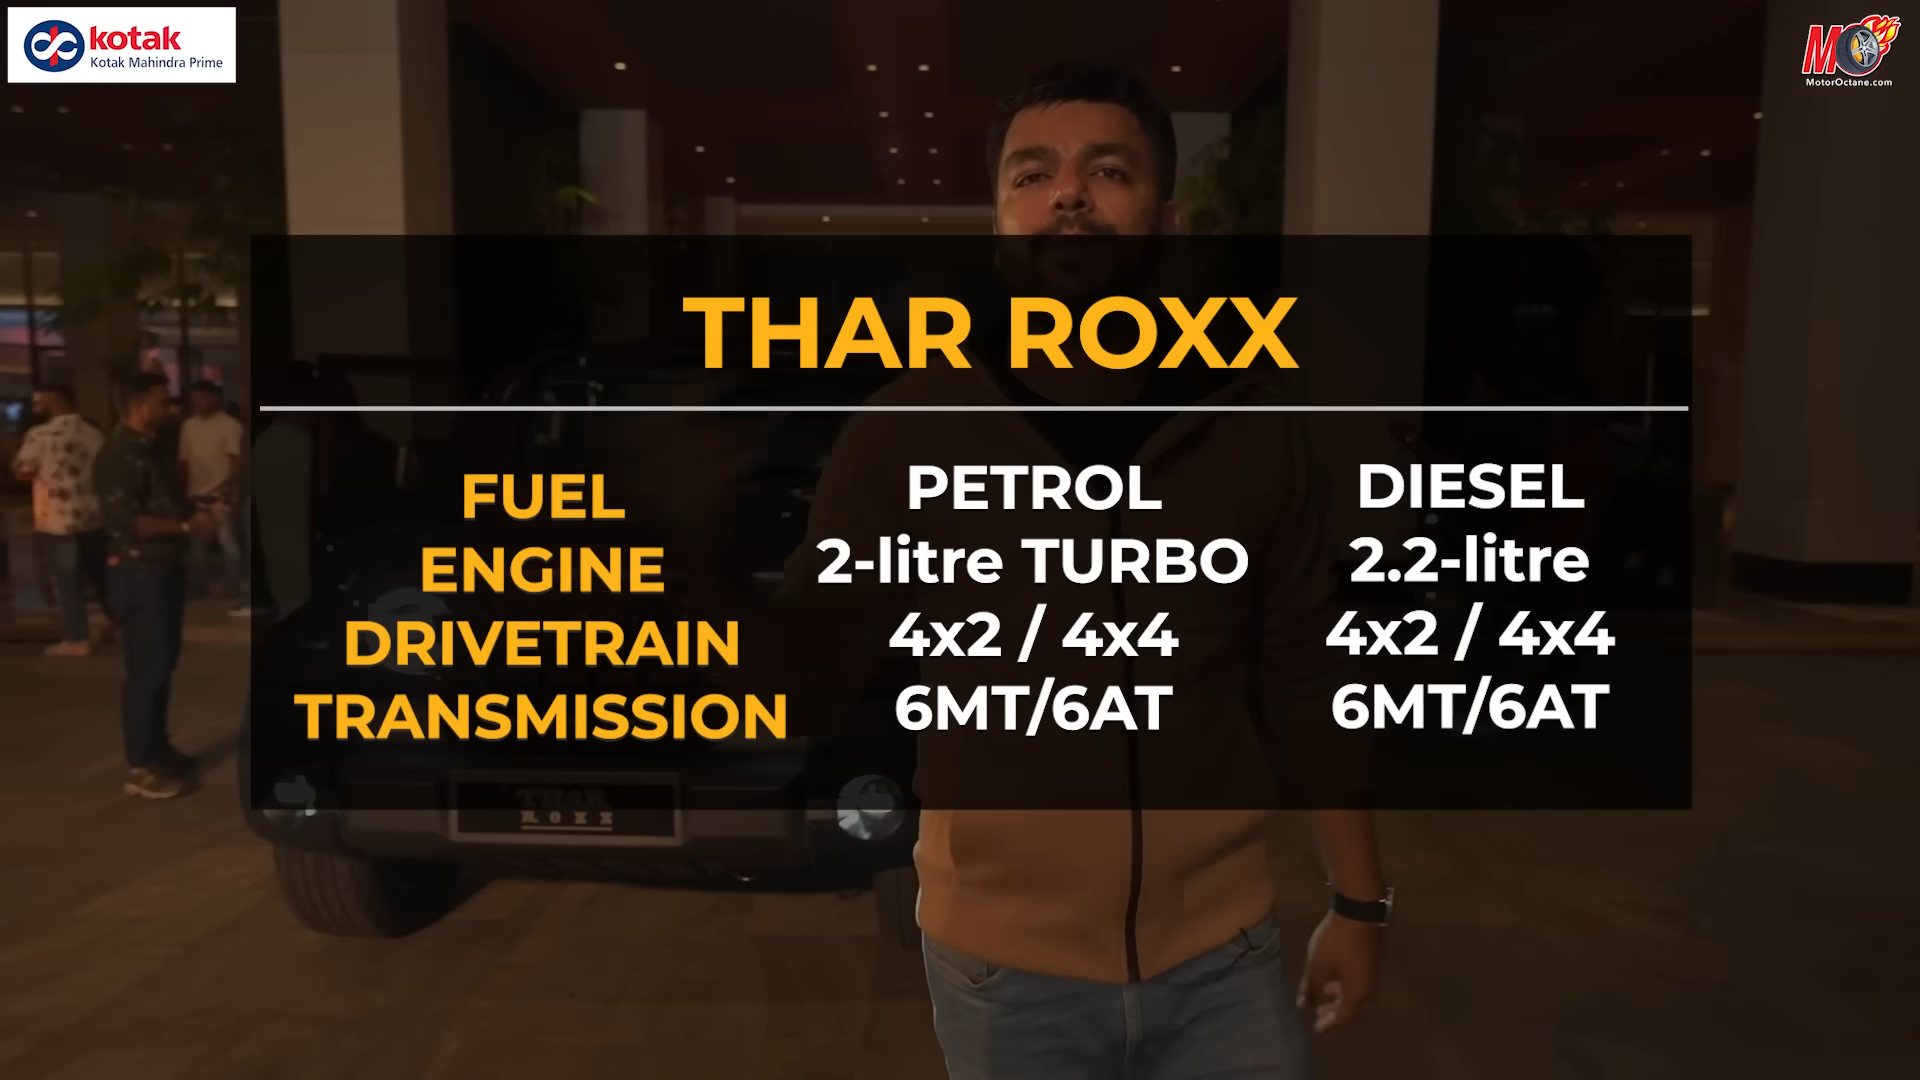 kotak
Kotak Mahindra Prime
MO
MotorOctane.com
THAR ROXX
FUEL PETROL DIESEL
ENGINE 2-litre TURBO 2.2-litre
DRIVETRAIN 4x2 / 4x4 4x2 / 4x4
TRANSMISSION 6MT/6AT 6MT/6AT
THAR
ROXX